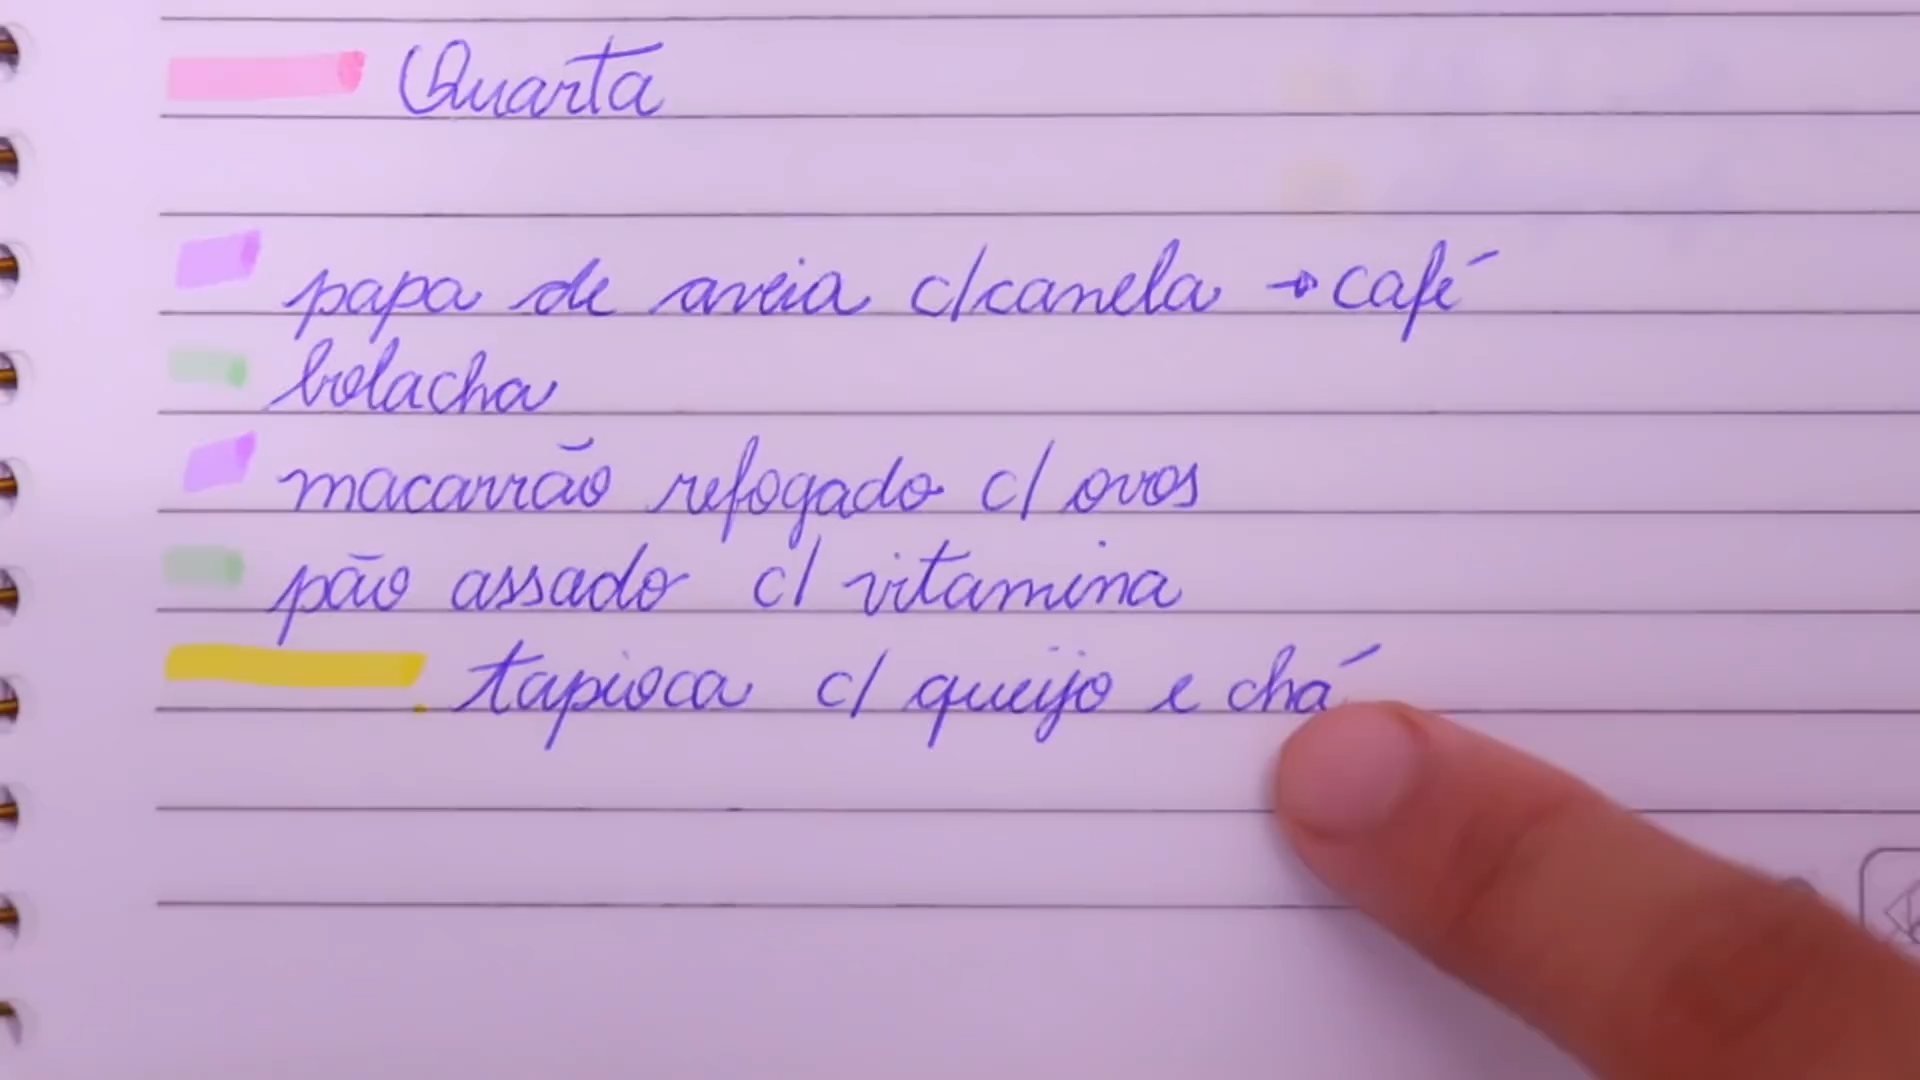 Quarta
papa de aveia c/canela → café
bolacha
macarrão refogado c/ ovos
pão assado c/ vitamina
tapioca c/ queijo e chá